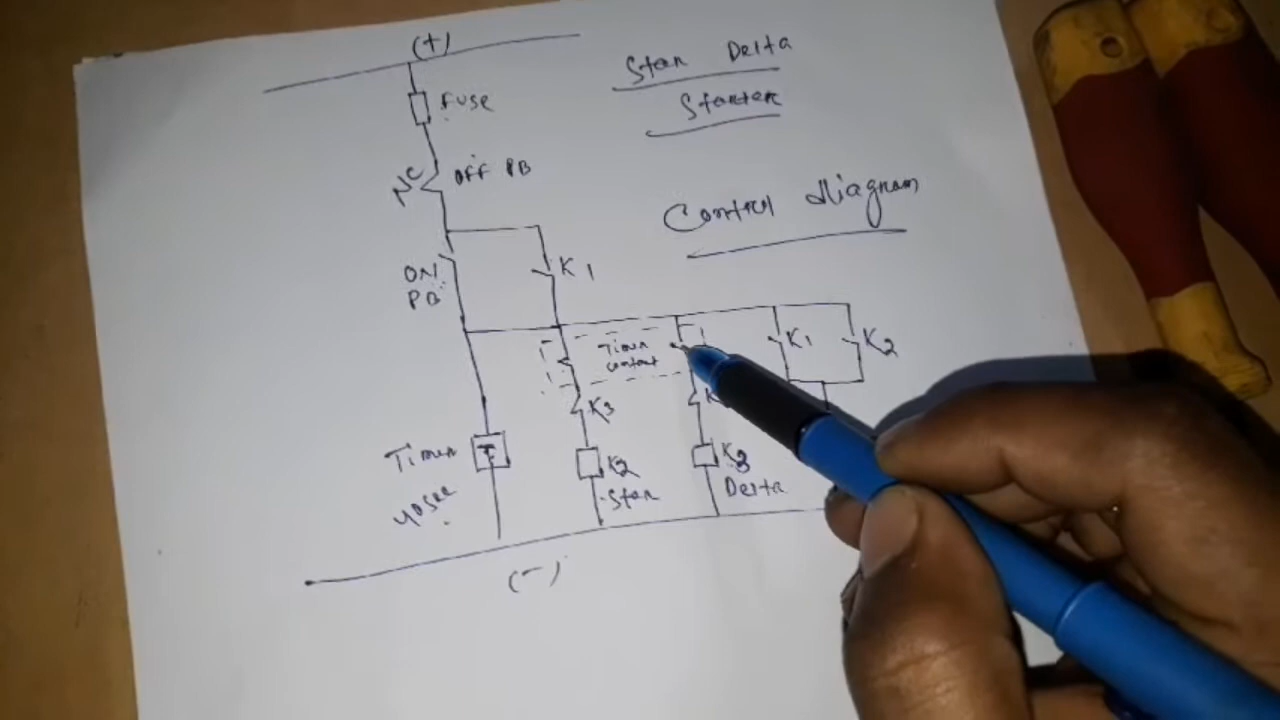 (+)
Star Delta
Starter
Fuse
NC
OFF PB
Control diagram
ON
PB
K1
Timer
contact
K1
K2
K3
Timer
T
40sec
K2
Star
K3
Delta
(-)